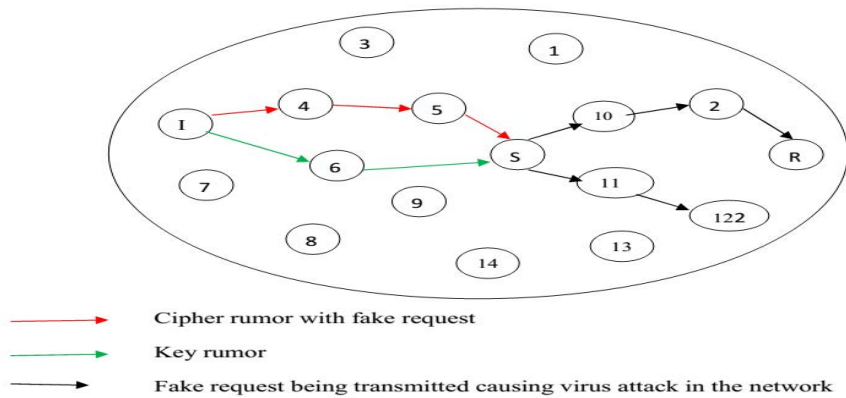 3
1
4
5
10
2
I
6
S
R
7
9
11
122
8
14
13
Cipher rumor with fake request
Key rumor
Fake request being transmitted causing virus attack in the network